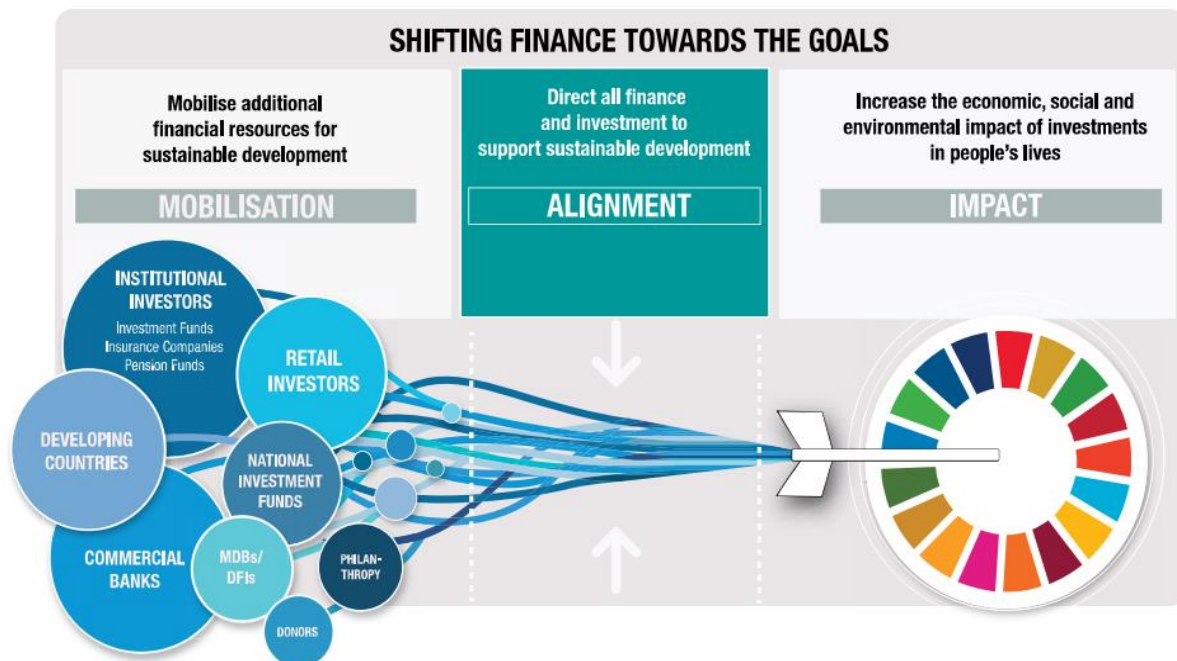 SHIFTING FINANCE TOWARDS THE GOALS
Mobilise additional
financial resources for
sustainable development
MOBILISATION
Direct all finance
and investment to
support sustainable development
ALIGNMENT
Increase the economic, social and
environmental impact of investments
in people's lives
IMPACT
INSTITUTIONAL
INVESTORS
Investment Funds
Insurance Companies
Pension Funds
RETAIL
INVESTORS
DEVELOPING
COUNTRIES
NATIONAL
INVESTMENT
FUNDS
COMMERCIAL
BANKS
MDBs/
DFIs
PHILAN-
THROPY
DONORS